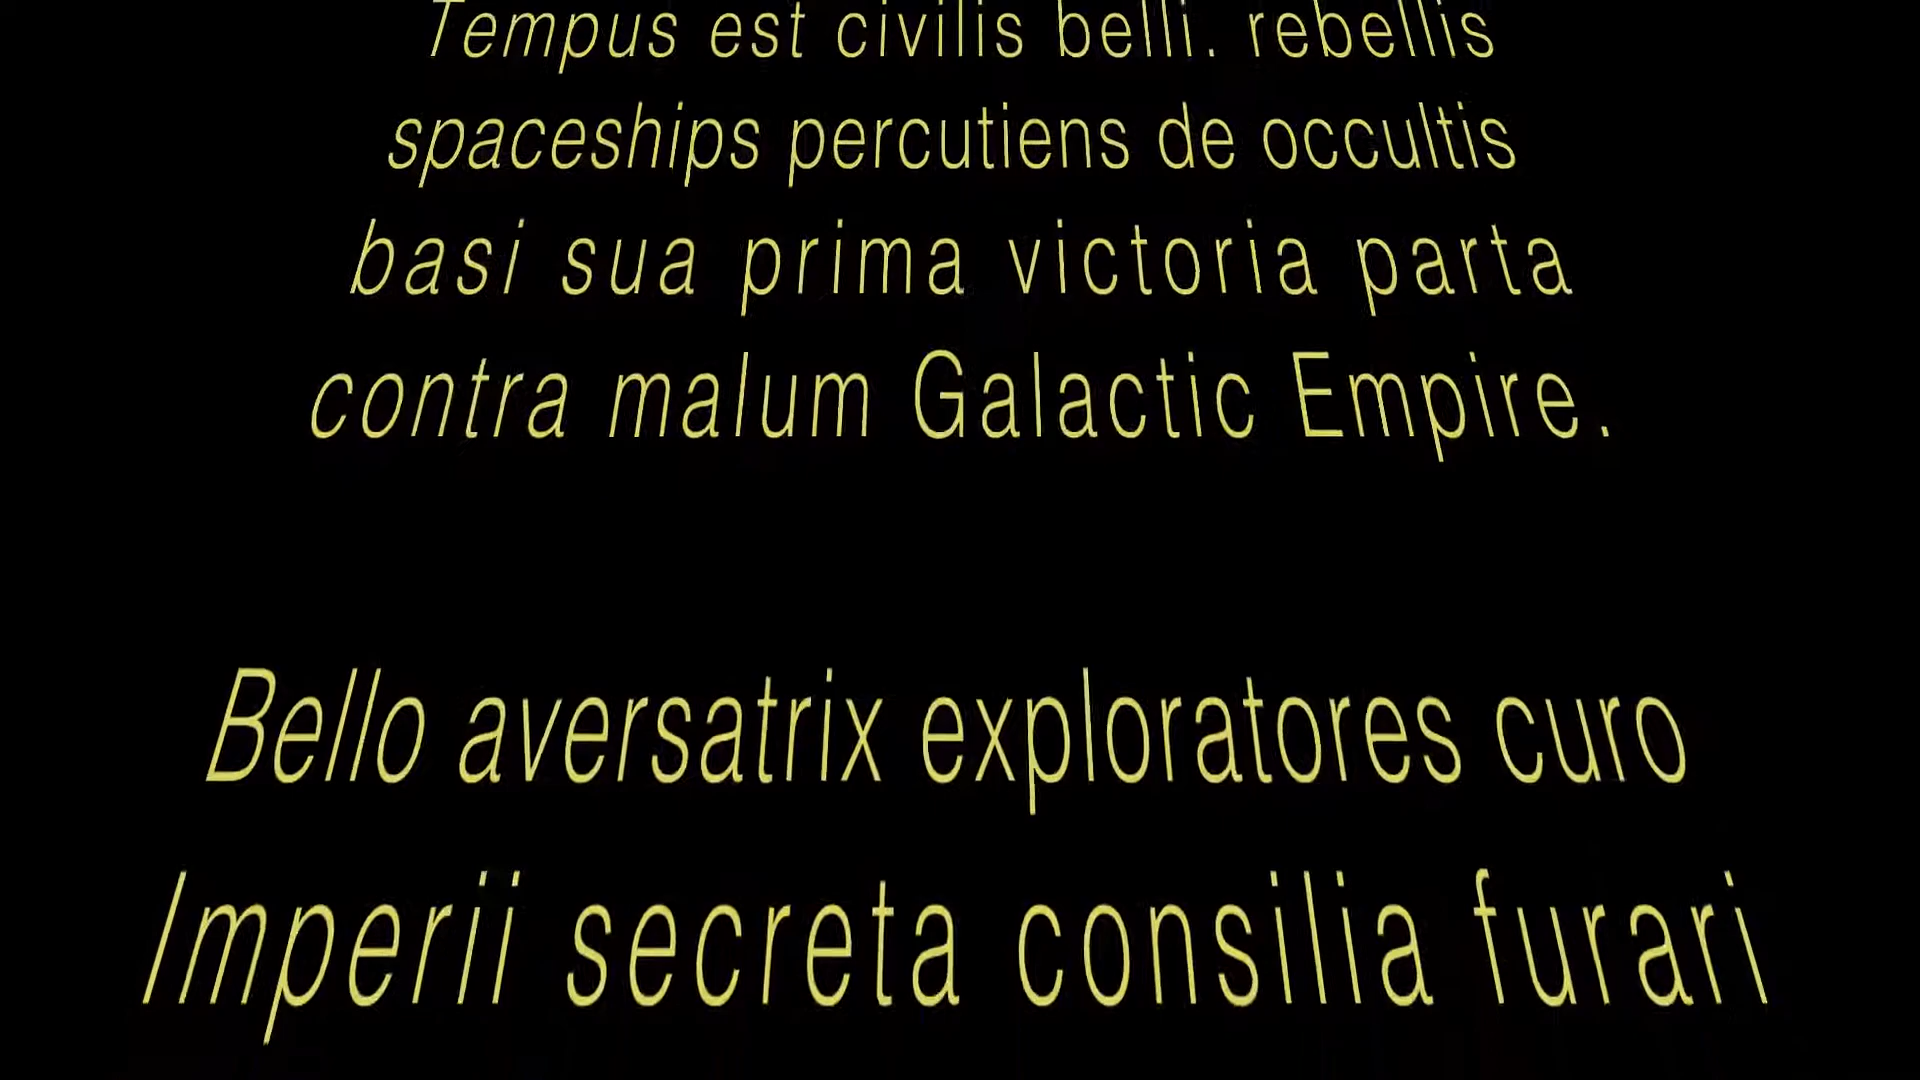 Tempus est civilis belli. rebellis
spaceships percutiens de occultis
basi sua prima victoria parta
contra malum Galactic Empire.
Bello aversatrix exploratores curo
Imperii secreta consilia furari